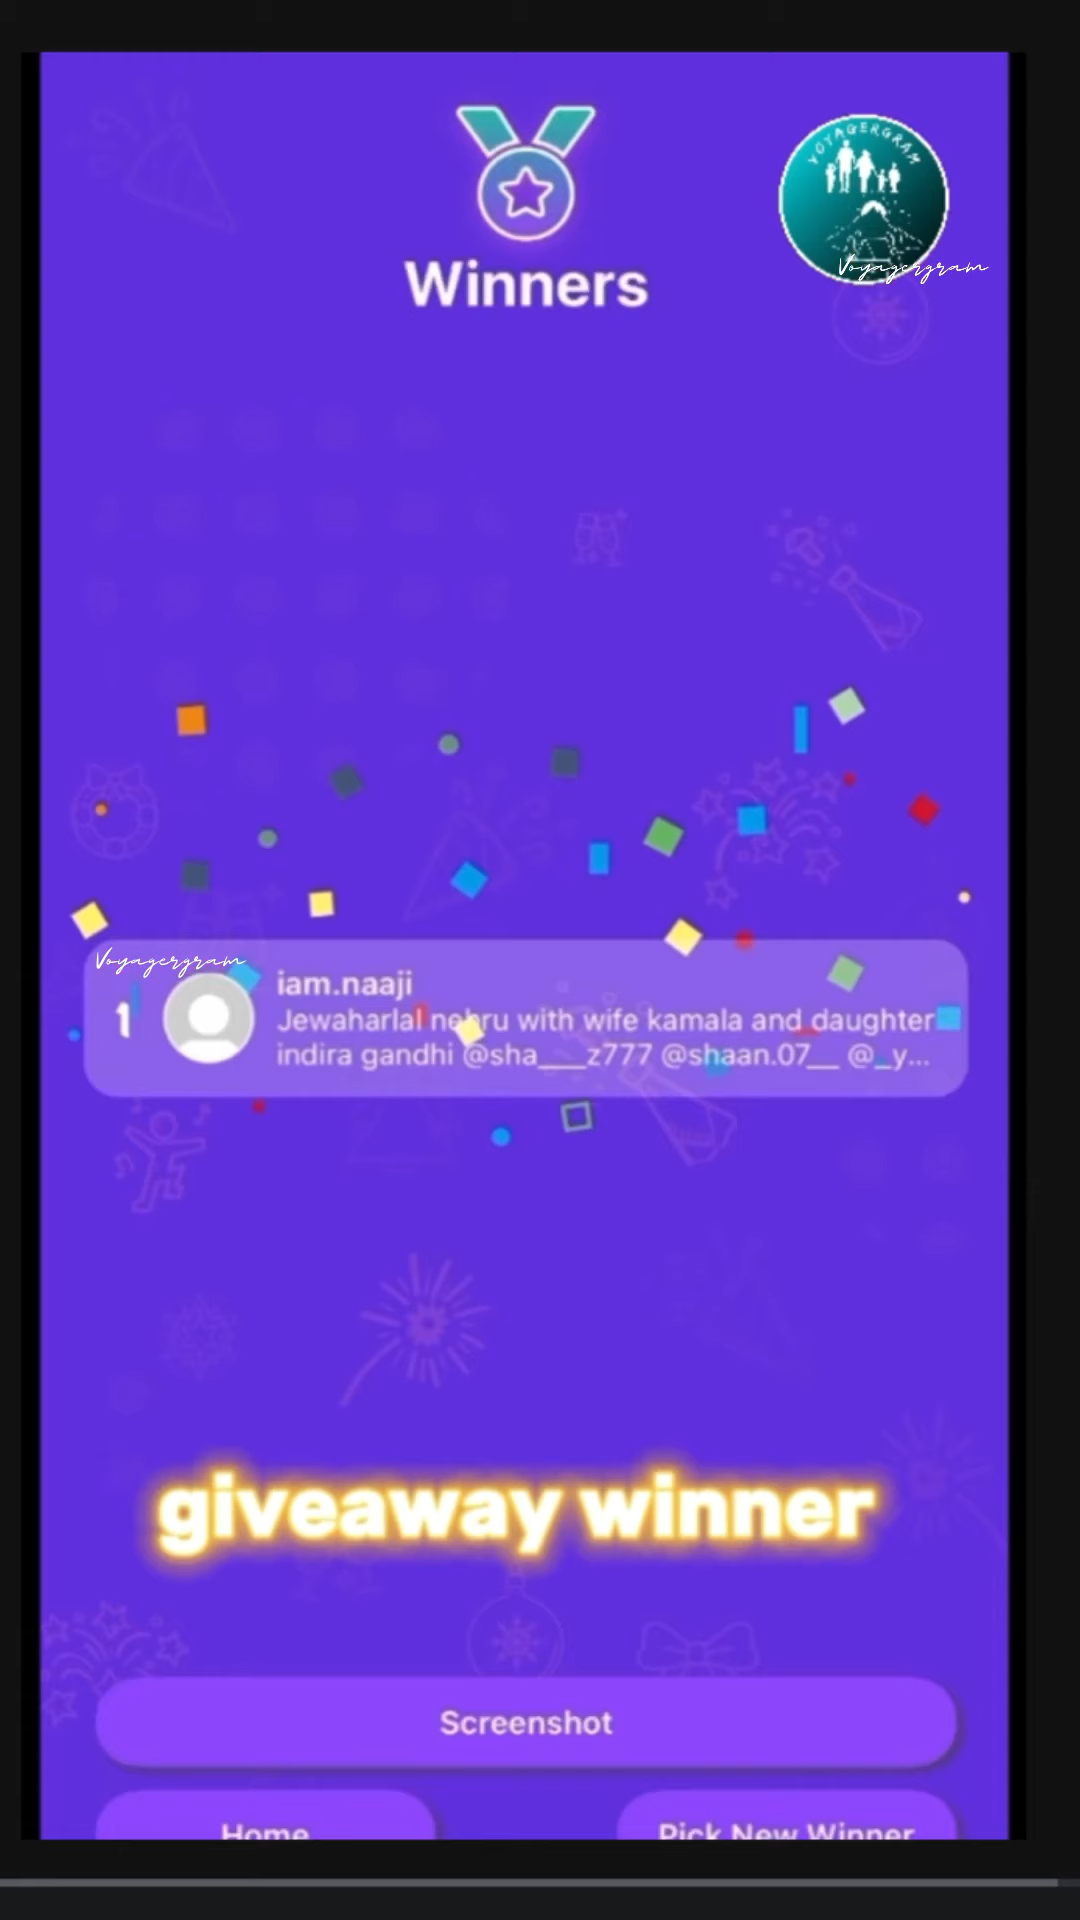 VOYAGERGRAM
Voyagergram
Winners
Voyagergram
1
iam.naaji
Jewaharlal nehru with wife kamala and daughter
indira gandhi @sha____z777 @shaan.07__ @_y...
giveaway winner
Screenshot
Home
Pick New Winner